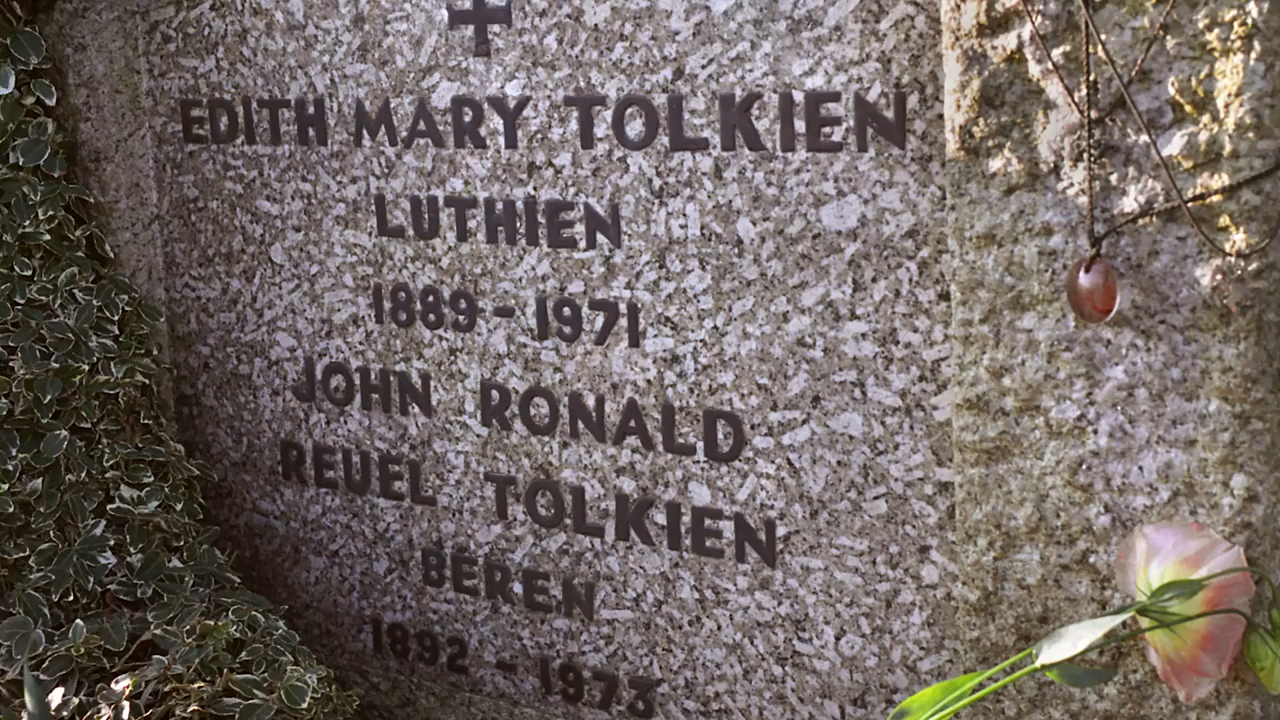 EDITH MARY TOLKIEN
LUTHIEN
1889 - 1971
JOHN RONALD
REUEL TOLKIEN
BEREN
1892 - 1973